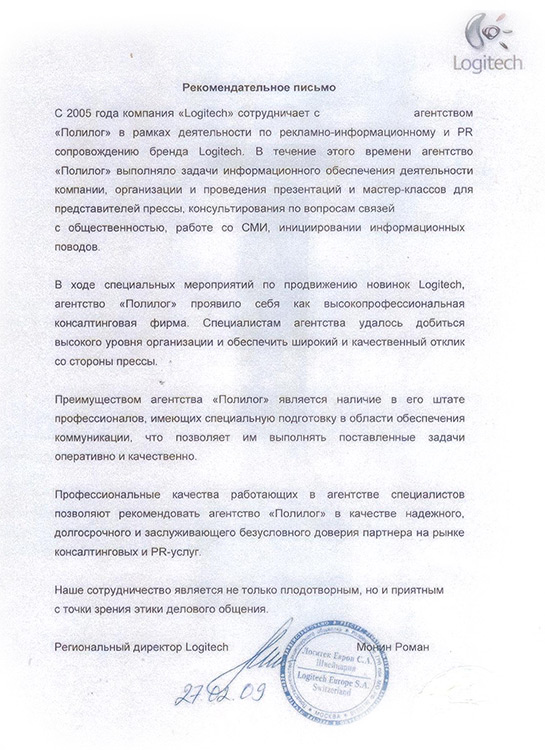 Logitech
Рекомендательное письмо
С 2005 года компания «Logitech» сотрудничает с агентством
«Полилог» в рамках деятельности по рекламно-информационному и PR
сопровождению бренда Logitech. В течение этого времени агентство
«Полилог» выполняло задачи информационного обеспечения деятельности
компании, организации и проведения презентаций и мастер-классов для
представителей прессы, консультирования по вопросам связей
с общественностью, работе со СМИ, инициировании информационных
поводов.
В ходе специальных мероприятий по продвижению новинок Logitech,
агентство «Полилог» проявило себя как высокопрофессиональная
консалтинговая фирма. Специалистам агентства удалось добиться
высокого уровня организации и обеспечить широкий и качественный отклик
со стороны прессы.
Преимуществом агентства «Полилог» является наличие в его штате
профессионалов, имеющих специальную подготовку в области обеспечения
коммуникации, что позволяет им выполнять поставленные задачи
оперативно и качественно.
Профессиональные качества работающих в агентстве специалистов
позволяют рекомендовать агентство «Полилог» в качестве надежного,
долгосрочного и заслуживающего безусловного доверия партнера на рынке
консалтинговых и PR-услуг.
Наше сотрудничество является не только плодотворным, но и приятным
с точки зрения этики делового общения.
Региональный директор Logitech Монин Роман
27.02.09
Лоджитек Европ С.А.
Швейцария
Logitech Europe S.A.
Switzerland
МОСКВА